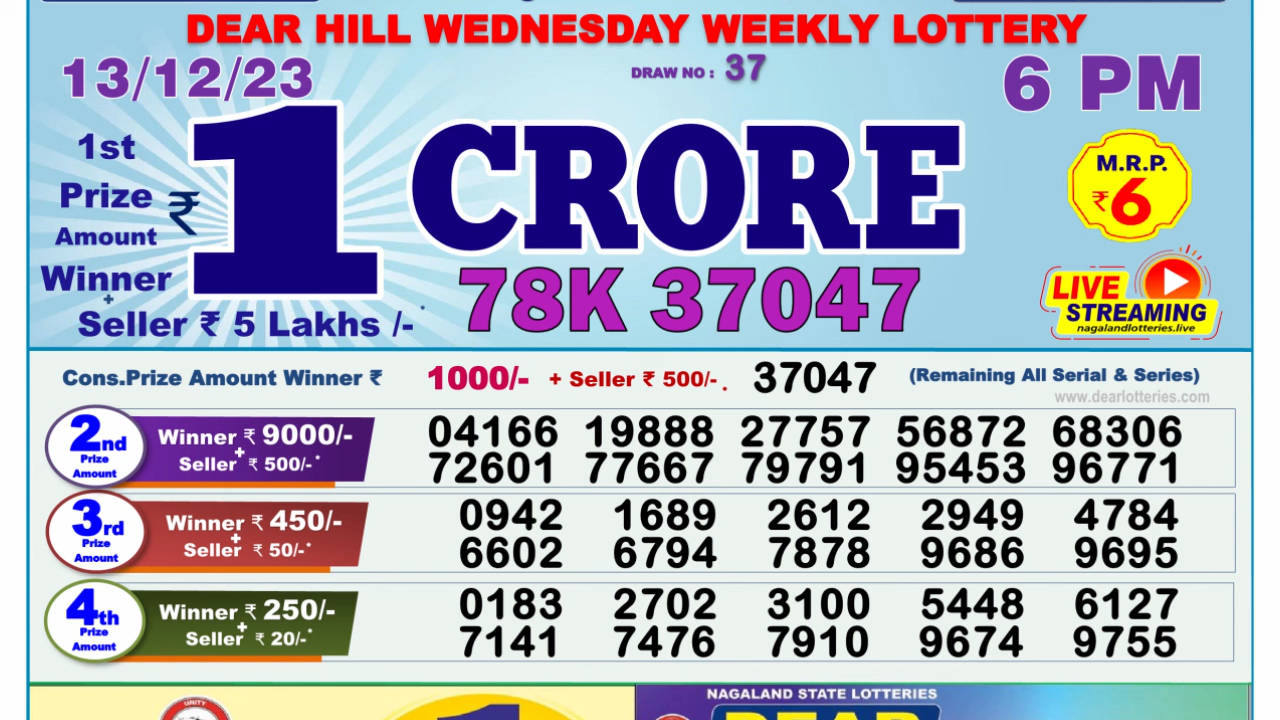 DEAR HILL WEDNESDAY WEEKLY LOTTERY
13/12/23
DRAW NO : 37
6 PM
1st
Prize
Amount
Winner
+
Seller ₹ 5 Lakhs /- *
₹ 1 CRORE
78K 37047
M.R.P.
₹6
LIVE
STREAMING
nagalandlotteries.live
Cons.Prize Amount Winner ₹ 1000/- + Seller ₹ 500/- . 37047 (Remaining All Serial & Series)
www.dearlotteries.com
2nd
Prize
Amount
Winner ₹ 9000/-
+
Seller ₹ 500/- *
04166 19888 27757 56872 68306
72601 77667 79791 95453 96771
3rd
Prize
Amount
Winner ₹ 450/-
+
Seller ₹ 50/- *
0942 1689 2612 2949 4784
6602 6794 7878 9686 9695
4th
Prize
Amount
Winner ₹ 250/-
+
Seller ₹ 20/- *
0183 2702 3100 5448 6127
7141 7476 7910 9674 9755
UNITY
1
NAGALAND STATE LOTTERIES
DEAR